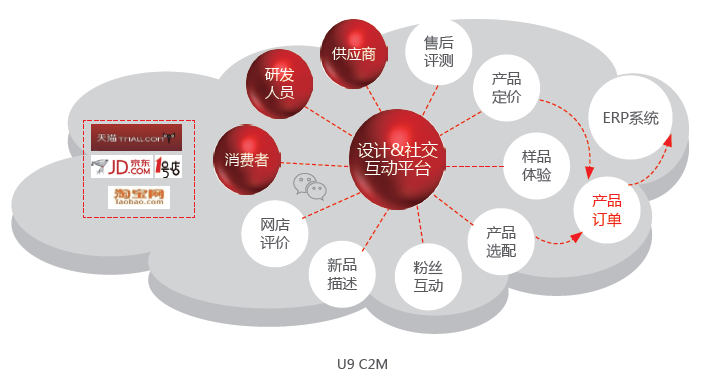 供应商
售后
评测
研发
人员
产品
定价
ERP系统
天猫 TMALL.COM
JD.COM 京东
1号店
淘宝网
taobao.com
消费者
设计&社交
互动平台
样品
体验
产品
订单
网店
评价
产品
选配
新品
描述
粉丝
互动
U9 C2M